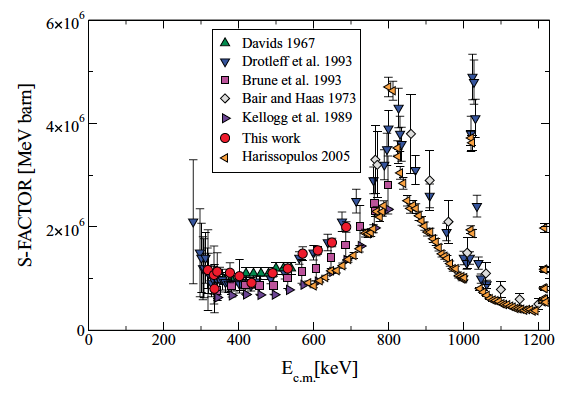 6×10⁶
4×10⁶
2×10⁶
0
S-FACTOR [MeV barn]
Davids 1967
Drotleff et al. 1993
Brune et al. 1993
Bair and Haas 1973
Kellogg et al. 1989
This work
Harissopulos 2005
0 200 400 600 800 1000 1200
E c.m. [keV]